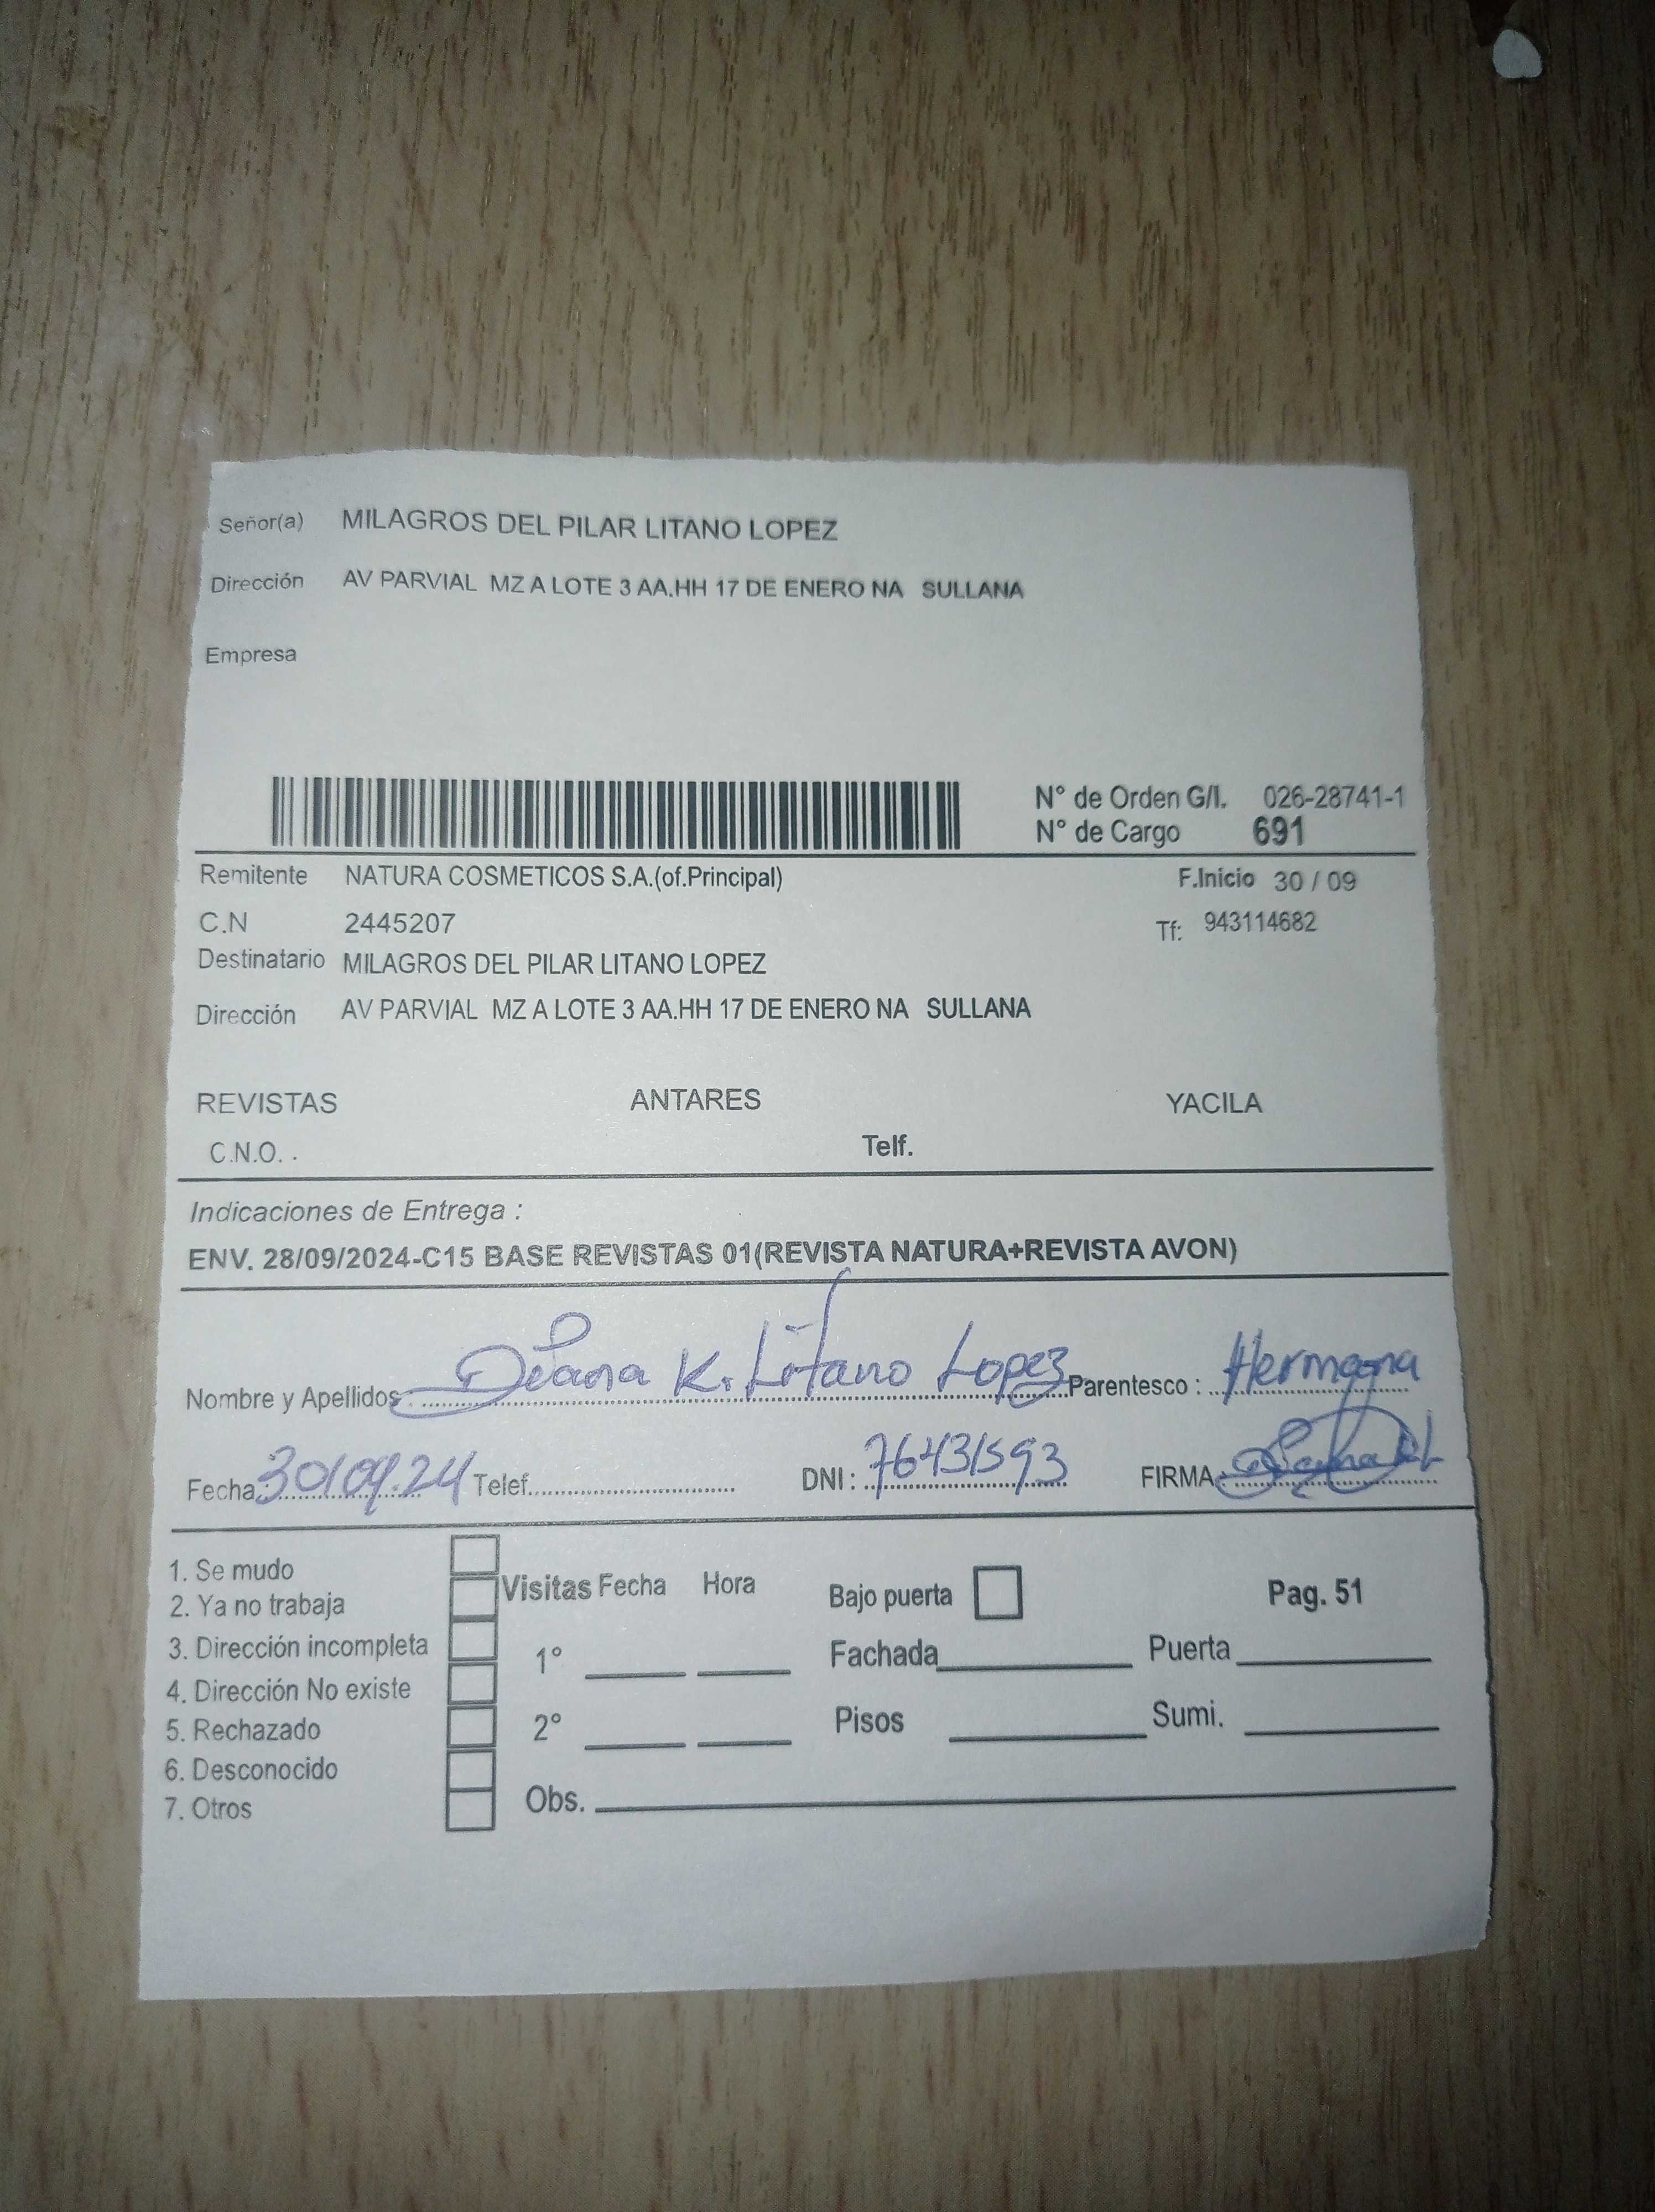 Señor(a) MILAGROS DEL PILAR LITANO LOPEZ
Dirección AV PARVIAL MZ A LOTE 3 AA.HH 17 DE ENERO NA SULLANA
Empresa
N° de Orden G/I. 026-28741-1
N° de Cargo 691
Remitente NATURA COSMETICOS S.A.(of.Principal) F.Inicio 30 / 09
C.N 2445207 Tf: 943114682
Destinatario MILAGROS DEL PILAR LITANO LOPEZ
Dirección AV PARVIAL MZ A LOTE 3 AA.HH 17 DE ENERO NA SULLANA
REVISTAS ANTARES YACILA
C.N.O. . Telf.
Indicaciones de Entrega :
ENV. 28/09/2024-C15 BASE REVISTAS 01(REVISTA NATURA+REVISTA AVON)
Nombre y Apellidos: Diana K. Litano Lopez Parentesco : Hermana
Fecha: 30/09.24 Telef. DNI : 76431593 FIRMA :
1. Se mudo
2. Ya no trabaja
3. Dirección incompleta
4. Dirección No existe
5. Rechazado
6. Desconocido
7. Otros
Visitas Fecha Hora
1°
2°
Obs.
Bajo puerta Pag. 51
Fachada Puerta
Pisos Sumi.